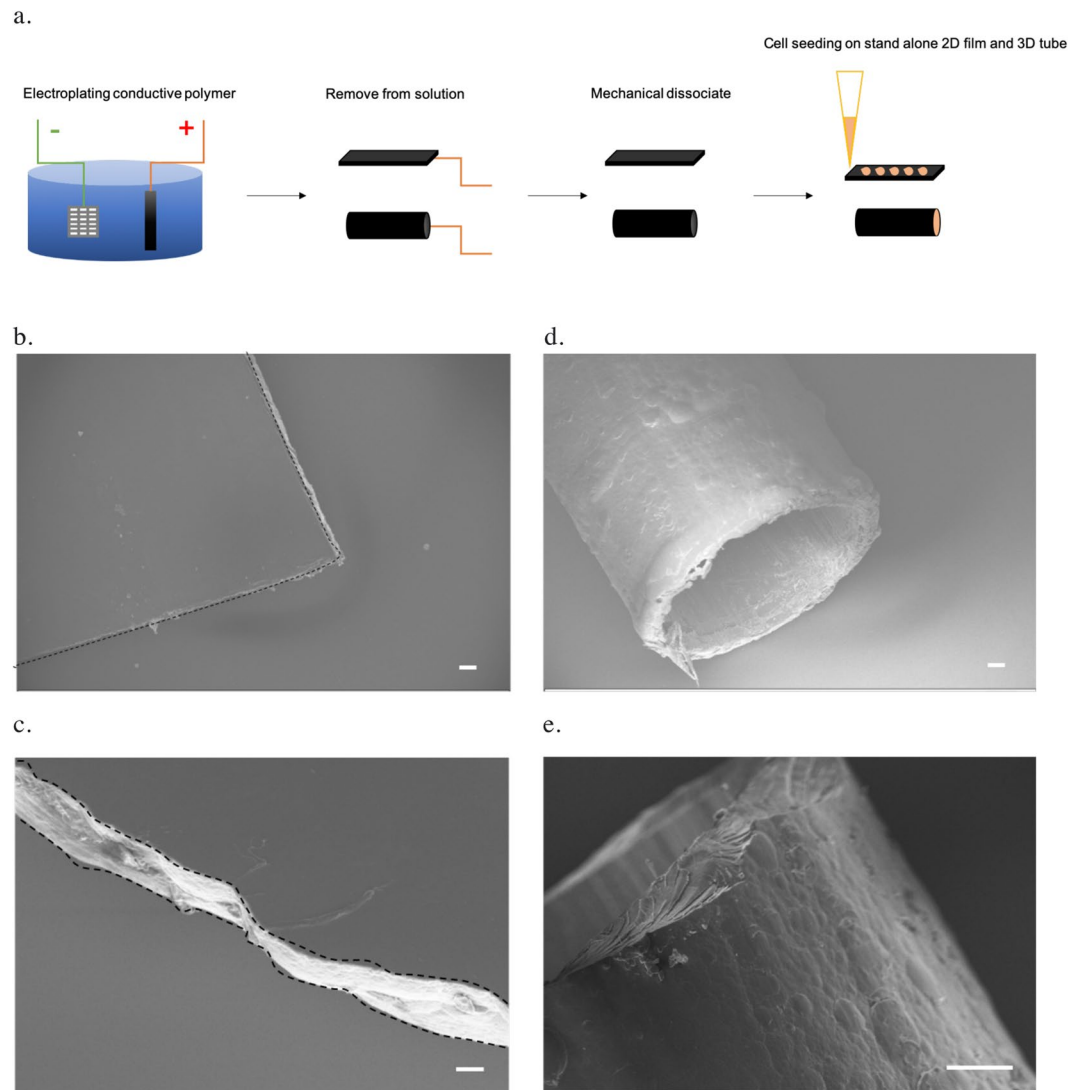 a.
Cell seeding on stand alone 2D film and 3D tube
Electroplating conductive polymer
Remove from solution
Mechanical dissociate
-
+
b.
d.
c.
e.